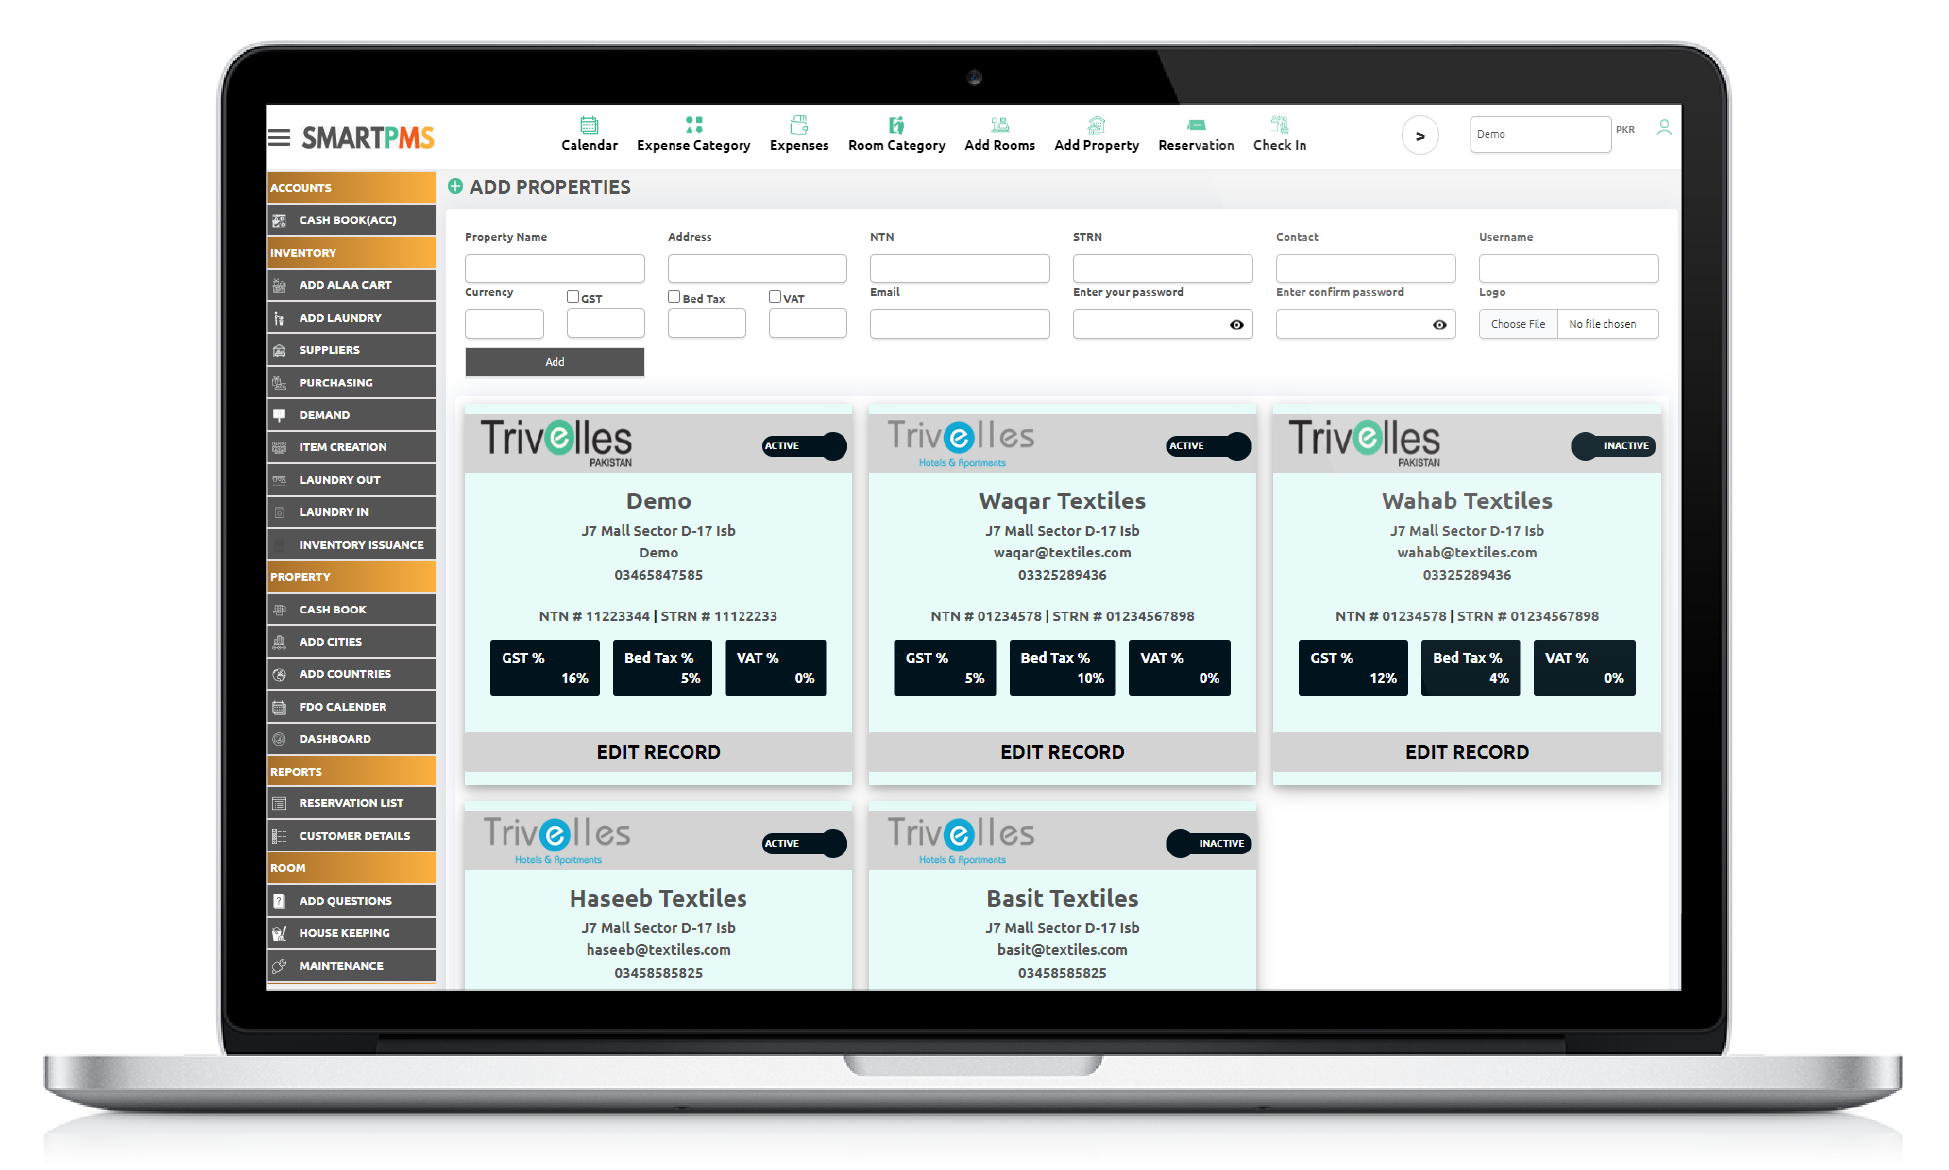 SMARTPMS
Calendar
Expense Category
Expenses
Room Category
Add Rooms
Add Property
Reservation
Check In
>
Demo
PKR
ACCOUNTS
CASH BOOK(ACC)
INVENTORY
ADD ALAA CART
ADD LAUNDRY
SUPPLIERS
PURCHASING
DEMAND
ITEM CREATION
LAUNDRY OUT
LAUNDRY IN
INVENTORY ISSUANCE
PROPERTY
CASH BOOK
ADD CITIES
ADD COUNTRIES
FDO CALENDER
DASHBOARD
REPORTS
RESERVATION LIST
CUSTOMER DETAILS
ROOM
ADD QUESTIONS
HOUSE KEEPING
MAINTENANCE
ADD PROPERTIES
Property Name
Address
NTN
STRN
Contact
Username
Currency
GST
Bed Tax
VAT
Email
Enter your password
Enter confirm password
Logo
Choose File
No file chosen
Add
Trivelles
PAKISTAN
ACTIVE
Demo
J7 Mall Sector D-17 Isb
Demo
03465847585
NTN # 11223344 | STRN # 11122233
GST %
16%
Bed Tax %
5%
VAT %
0%
EDIT RECORD
Trivelles
Hotels & Apartments
ACTIVE
Waqar Textiles
J7 Mall Sector D-17 Isb
waqar@textiles.com
03325289436
NTN # 01234578 | STRN # 01234567898
GST %
5%
Bed Tax %
10%
VAT %
0%
EDIT RECORD
Trivelles
PAKISTAN
INACTIVE
Wahab Textiles
J7 Mall Sector D-17 Isb
wahab@textiles.com
03325289436
NTN # 01234578 | STRN # 01234567898
GST %
12%
Bed Tax %
4%
VAT %
0%
EDIT RECORD
Trivelles
Hotels & Apartments
ACTIVE
Haseeb Textiles
J7 Mall Sector D-17 Isb
haseeb@textiles.com
03458585825
Trivelles
Hotels & Apartments
INACTIVE
Basit Textiles
J7 Mall Sector D-17 Isb
basit@textiles.com
03458585825